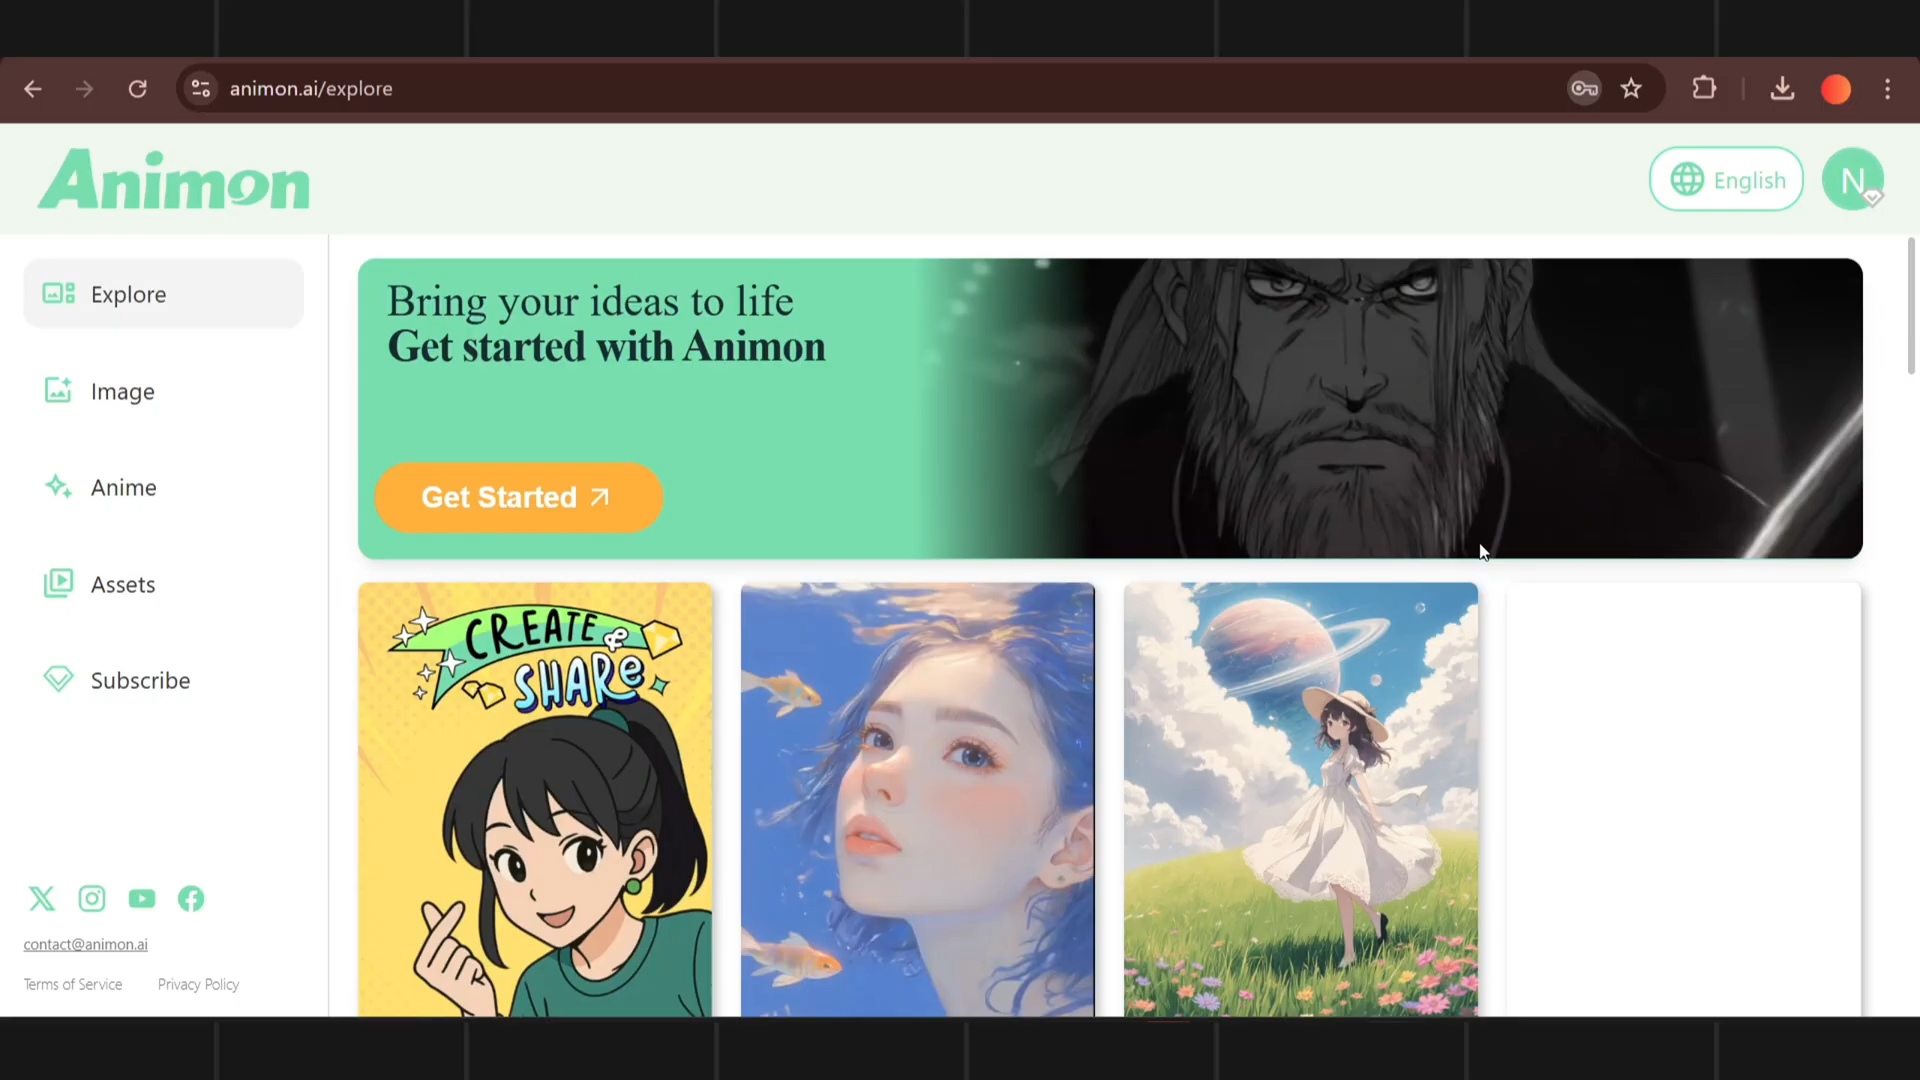 animon.ai/explore
Animon
English
N
Explore
Image
Anime
Assets
Subscribe
contact@animon.ai
Terms of Service
Privacy Policy
Bring your ideas to life
Get started with Animon
Get Started
CREATE &
SHARe